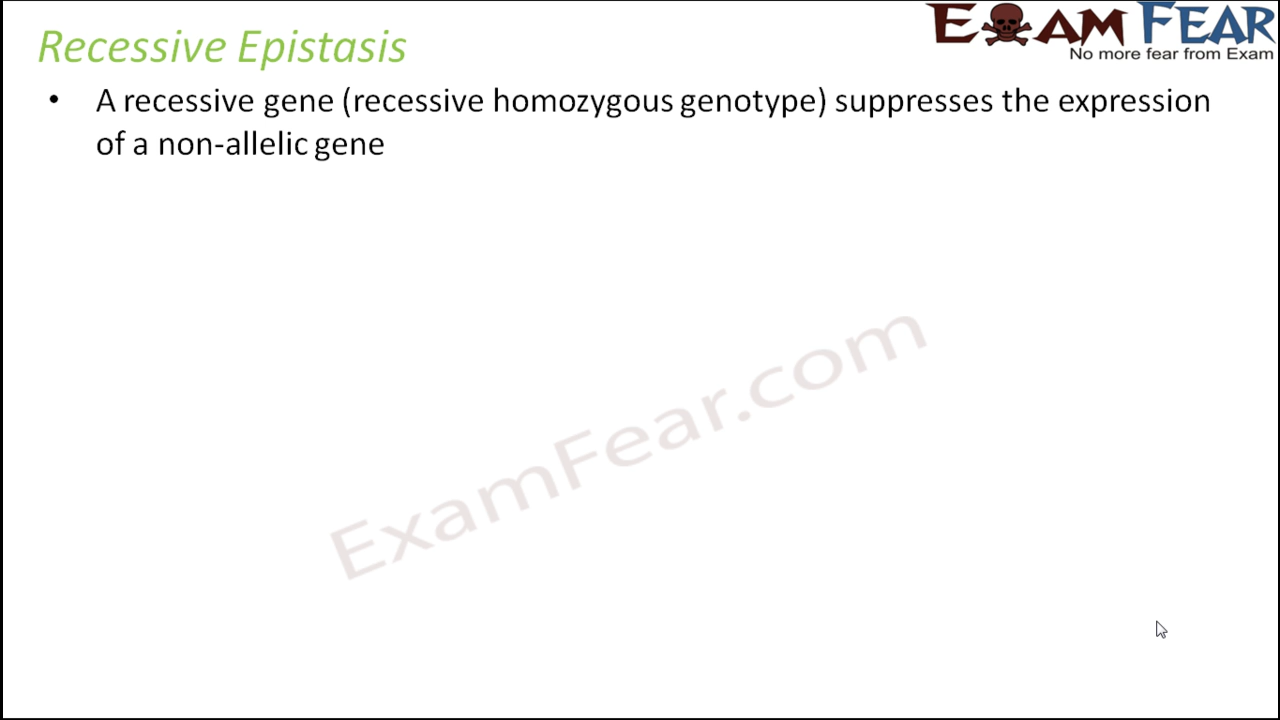 Recessive Epistasis
EXAM FEAR
No more fear from Exam
• A recessive gene (recessive homozygous genotype) suppresses the expression
of a non-allelic gene
ExamFear.com